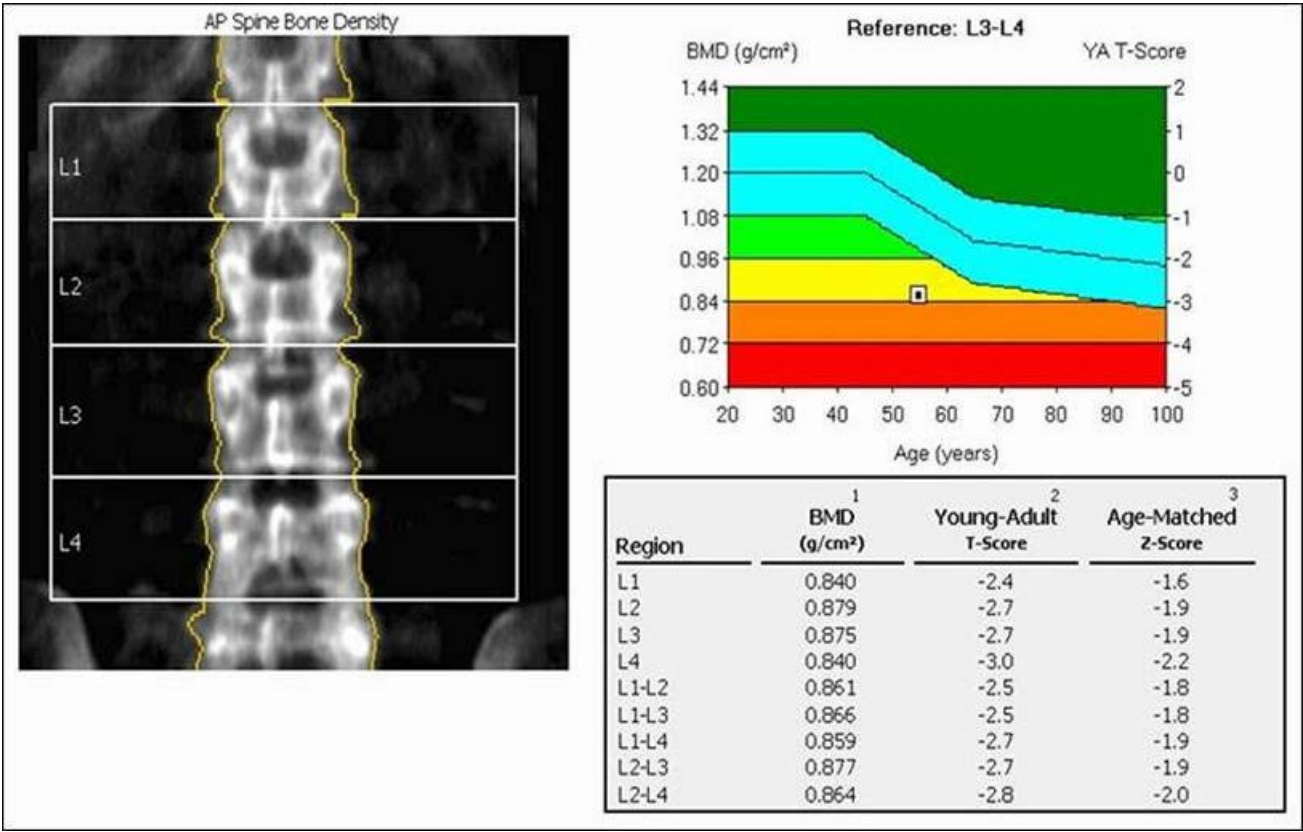 AP Spine Bone Density
L1
L2
L3
L4
Reference: L3-L4
BMD (g/cm²) YA T-Score
1.44 2
1.32 1
1.20 0
1.08 -1
0.96 -2
0.84 -3
0.72 -4
0.60 -5
20 30 40 50 60 70 80 90 100
Age (years)
1 2 3
BMD Young-Adult Age-Matched
Region (g/cm²) T-Score Z-Score
L1 0.840 -2.4 -1.6
L2 0.879 -2.7 -1.9
L3 0.875 -2.7 -1.9
L4 0.840 -3.0 -2.2
L1-L2 0.861 -2.5 -1.8
L1-L3 0.866 -2.5 -1.8
L1-L4 0.859 -2.7 -1.9
L2-L3 0.877 -2.7 -1.9
L2-L4 0.864 -2.8 -2.0